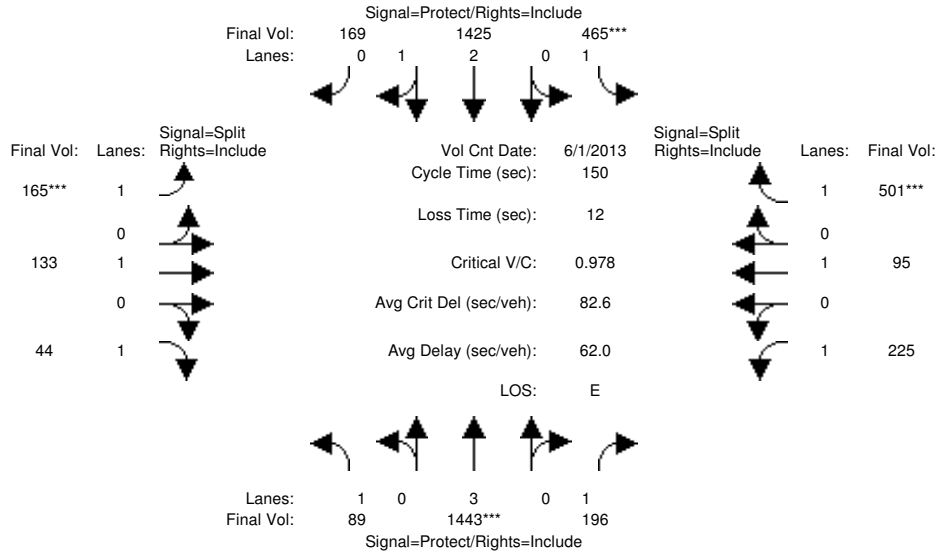 Signal=Protect/Rights=Include
Final Vol: 169 1425 465***
Lanes: 0 1 2 0 1
Signal=Split
Final Vol: Lanes: Rights=Include
Vol Cnt Date: 6/1/2013
Signal=Split
Rights=Include Lanes: Final Vol:
Cycle Time (sec): 150
165*** 1
1 501***
Loss Time (sec): 12
0
0
133 1
Critical V/C: 0.978
1 95
0
Avg Crit Del (sec/veh): 82.6
0
44 1
Avg Delay (sec/veh): 62.0
1 225
LOS: E
Lanes: 1 0 3 0 1
Final Vol: 89 1443*** 196
Signal=Protect/Rights=Include